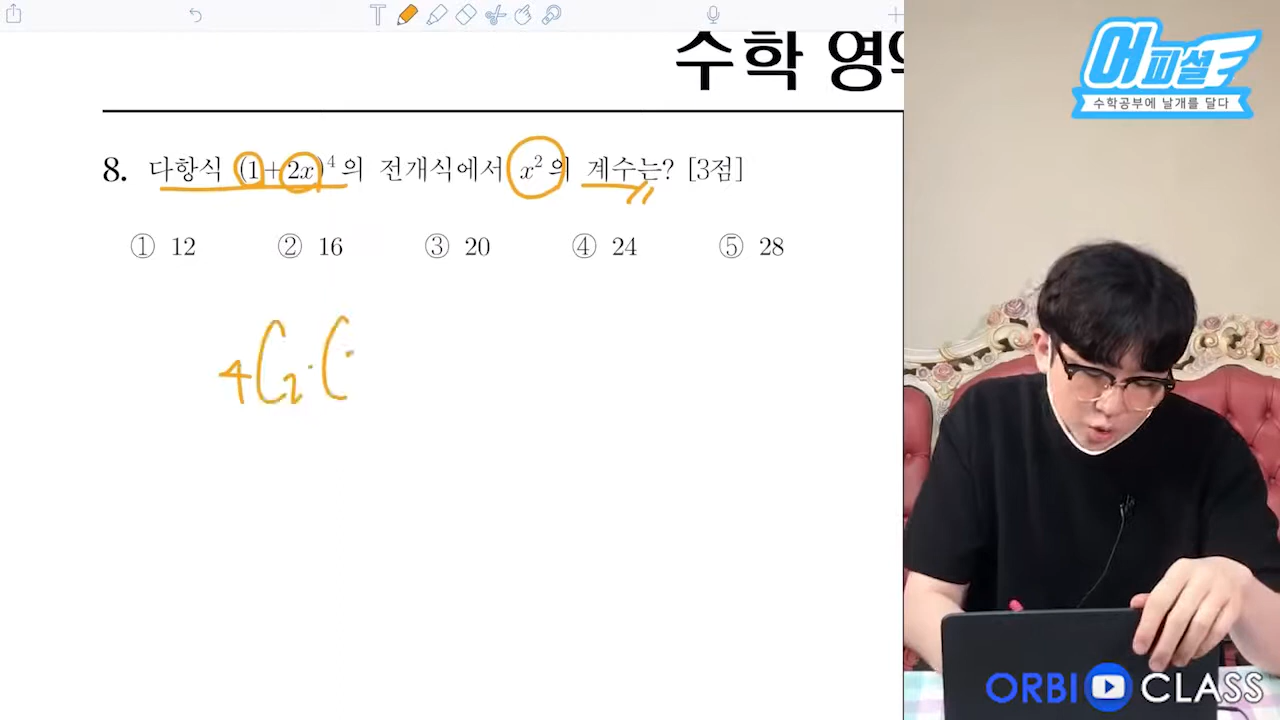 수학 영
8. 다항식 (1+2x)⁴의 전개식에서 x²의 계수는? [3점]
① 12 ② 16 ③ 20 ④ 24 ⑤ 28
₄C₂·(
어피셜
수학공부에 날개를 달다
ORBI CLASS